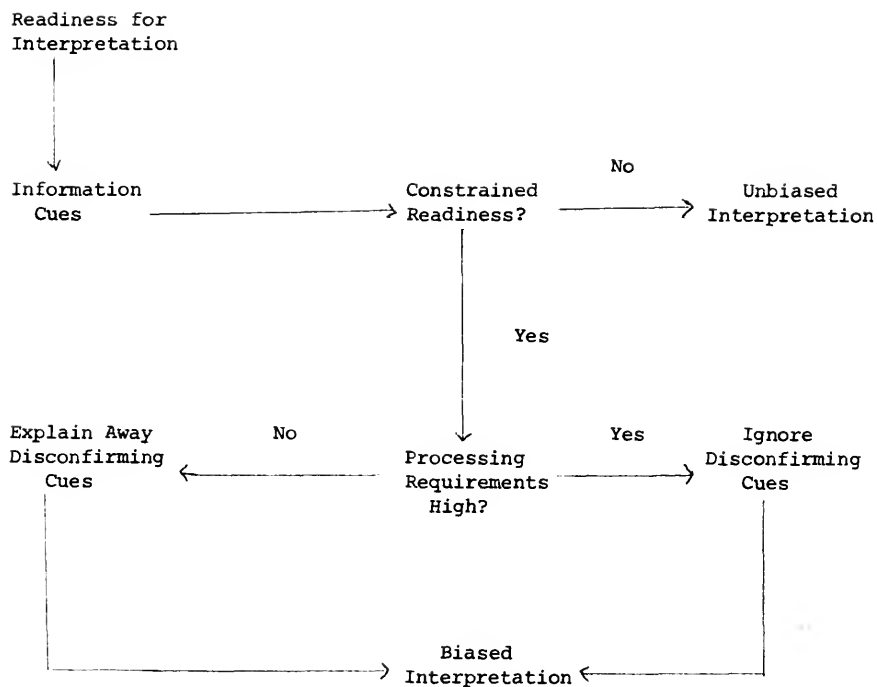 Readiness for
Interpretation
No
Information
Cues
Constrained
Readiness?
Unbiased
Interpretation
Yes
Explain Away
Disconfirming
Cues
No
Processing
Requirements
High?
Yes
Ignore
Disconfirming
Cues
Biased
Interpretation